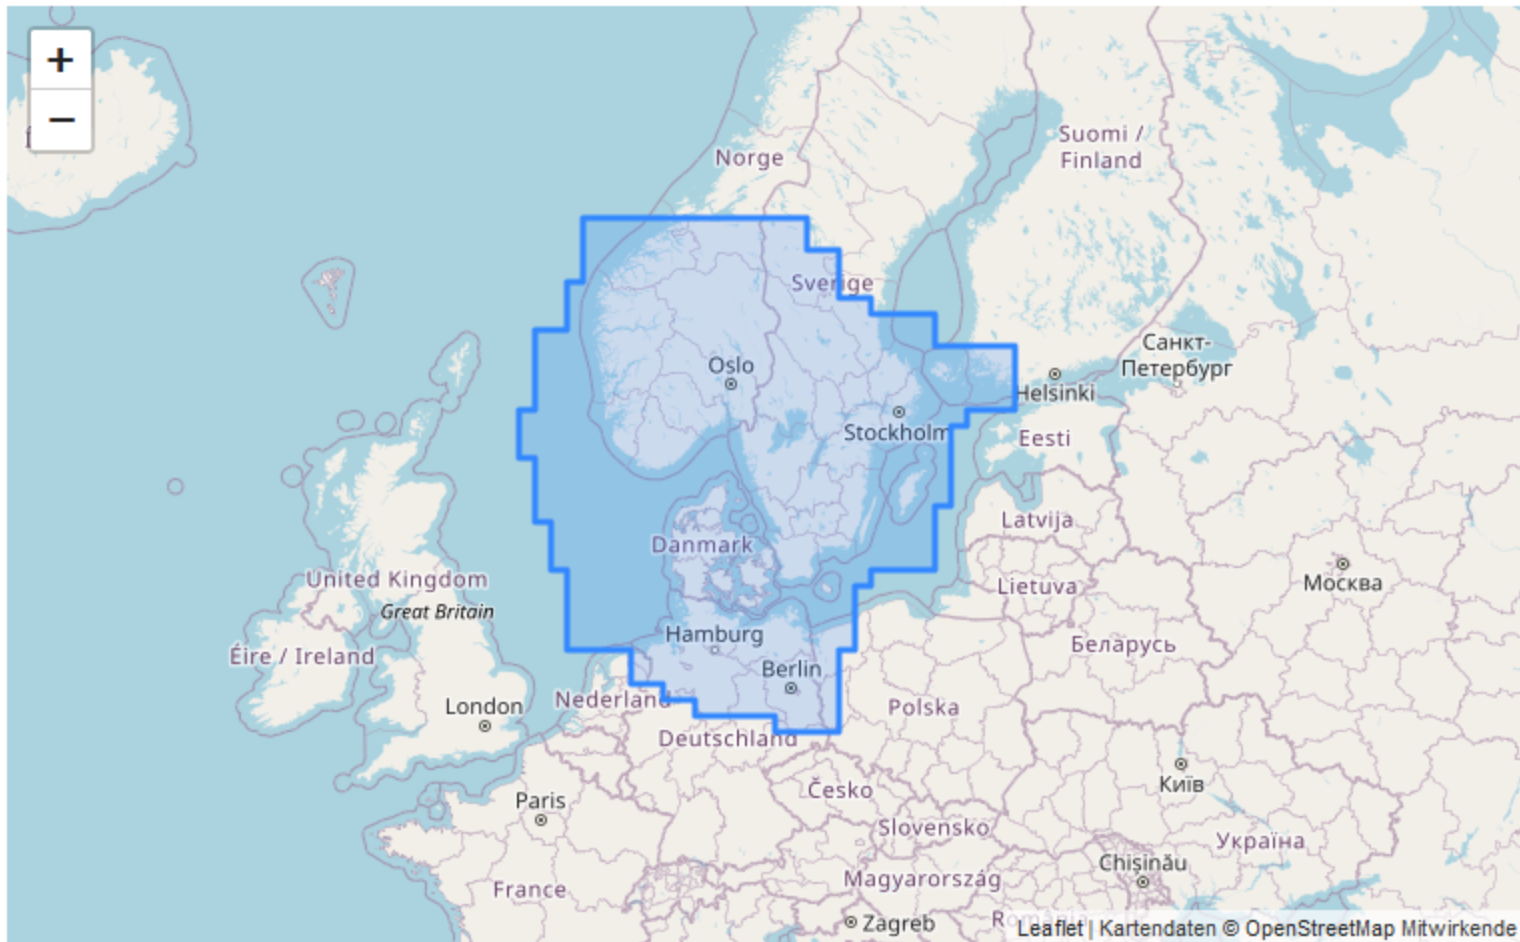 +
−
Norge
Suomi /
Finland
Sverige
Санкт-
Петербург
Oslo
Helsinki
Stockholm
Eesti
Latvija
Danmark
Москва
United Kingdom
Lietuva
Great Britain
Hamburg
Беларусь
Éire / Ireland
Berlin
Nederland
London
Polska
Deutschland
Київ
Česko
Paris
Slovensko
Україна
Chișinău
Magyarország
France
Zagreb
Leaflet | Kartendaten © OpenStreetMap Mitwirkende